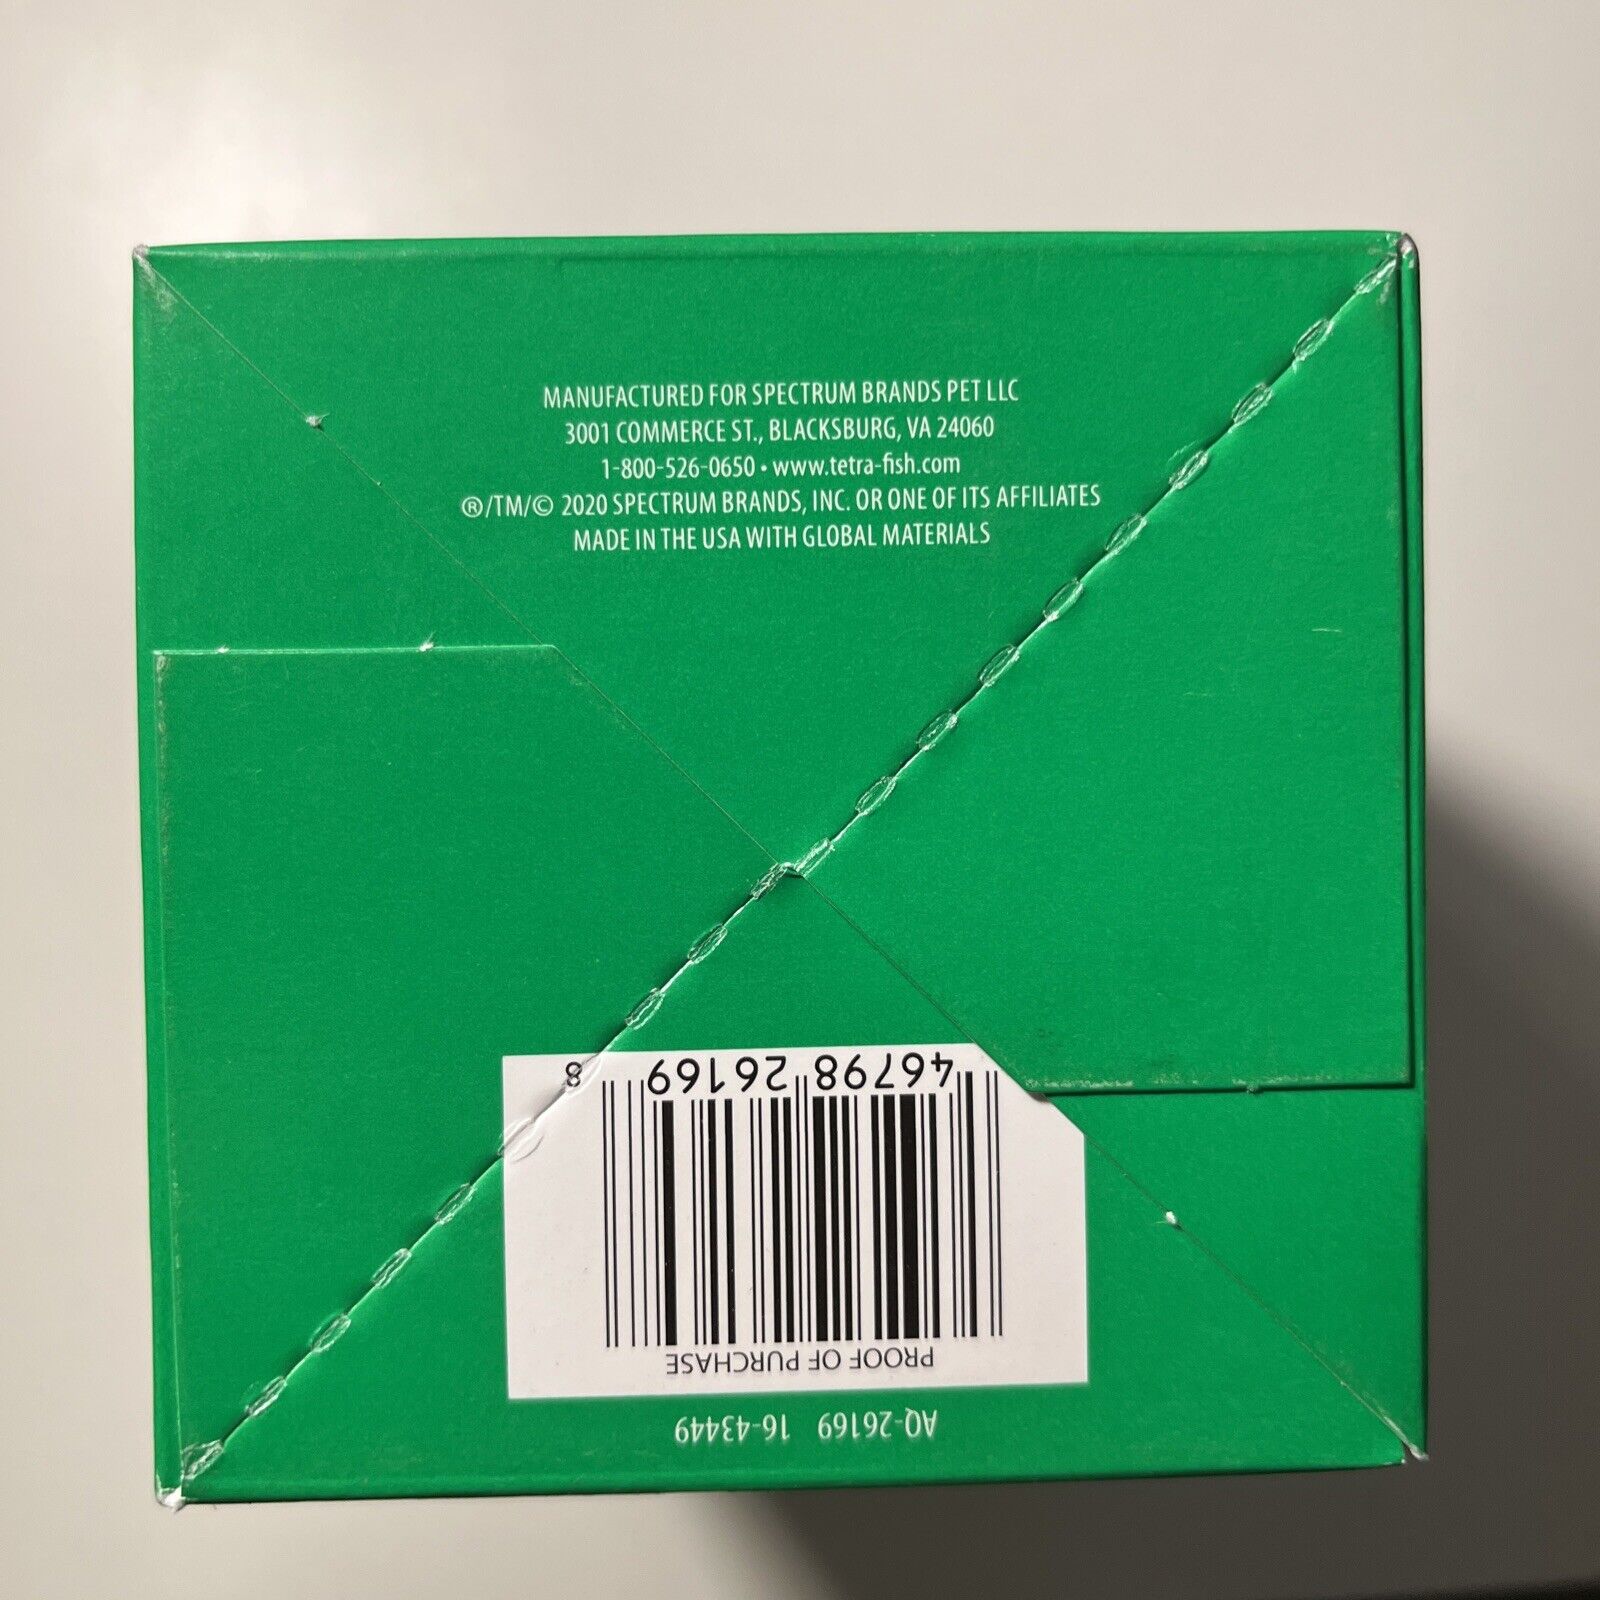 MANUFACTURED FOR SPECTRUM BRANDS PET LLC
3001 COMMERCE ST., BLACKSBURG, VA 24060
1-800-526-0650 • www.tetra-fish.com
®/TM/© 2020 SPECTRUM BRANDS, INC. OR ONE OF ITS AFFILIATES
MADE IN THE USA WITH GLOBAL MATERIALS
AQ-26169 16-43449
PROOF OF PURCHASE
46798 26169 8